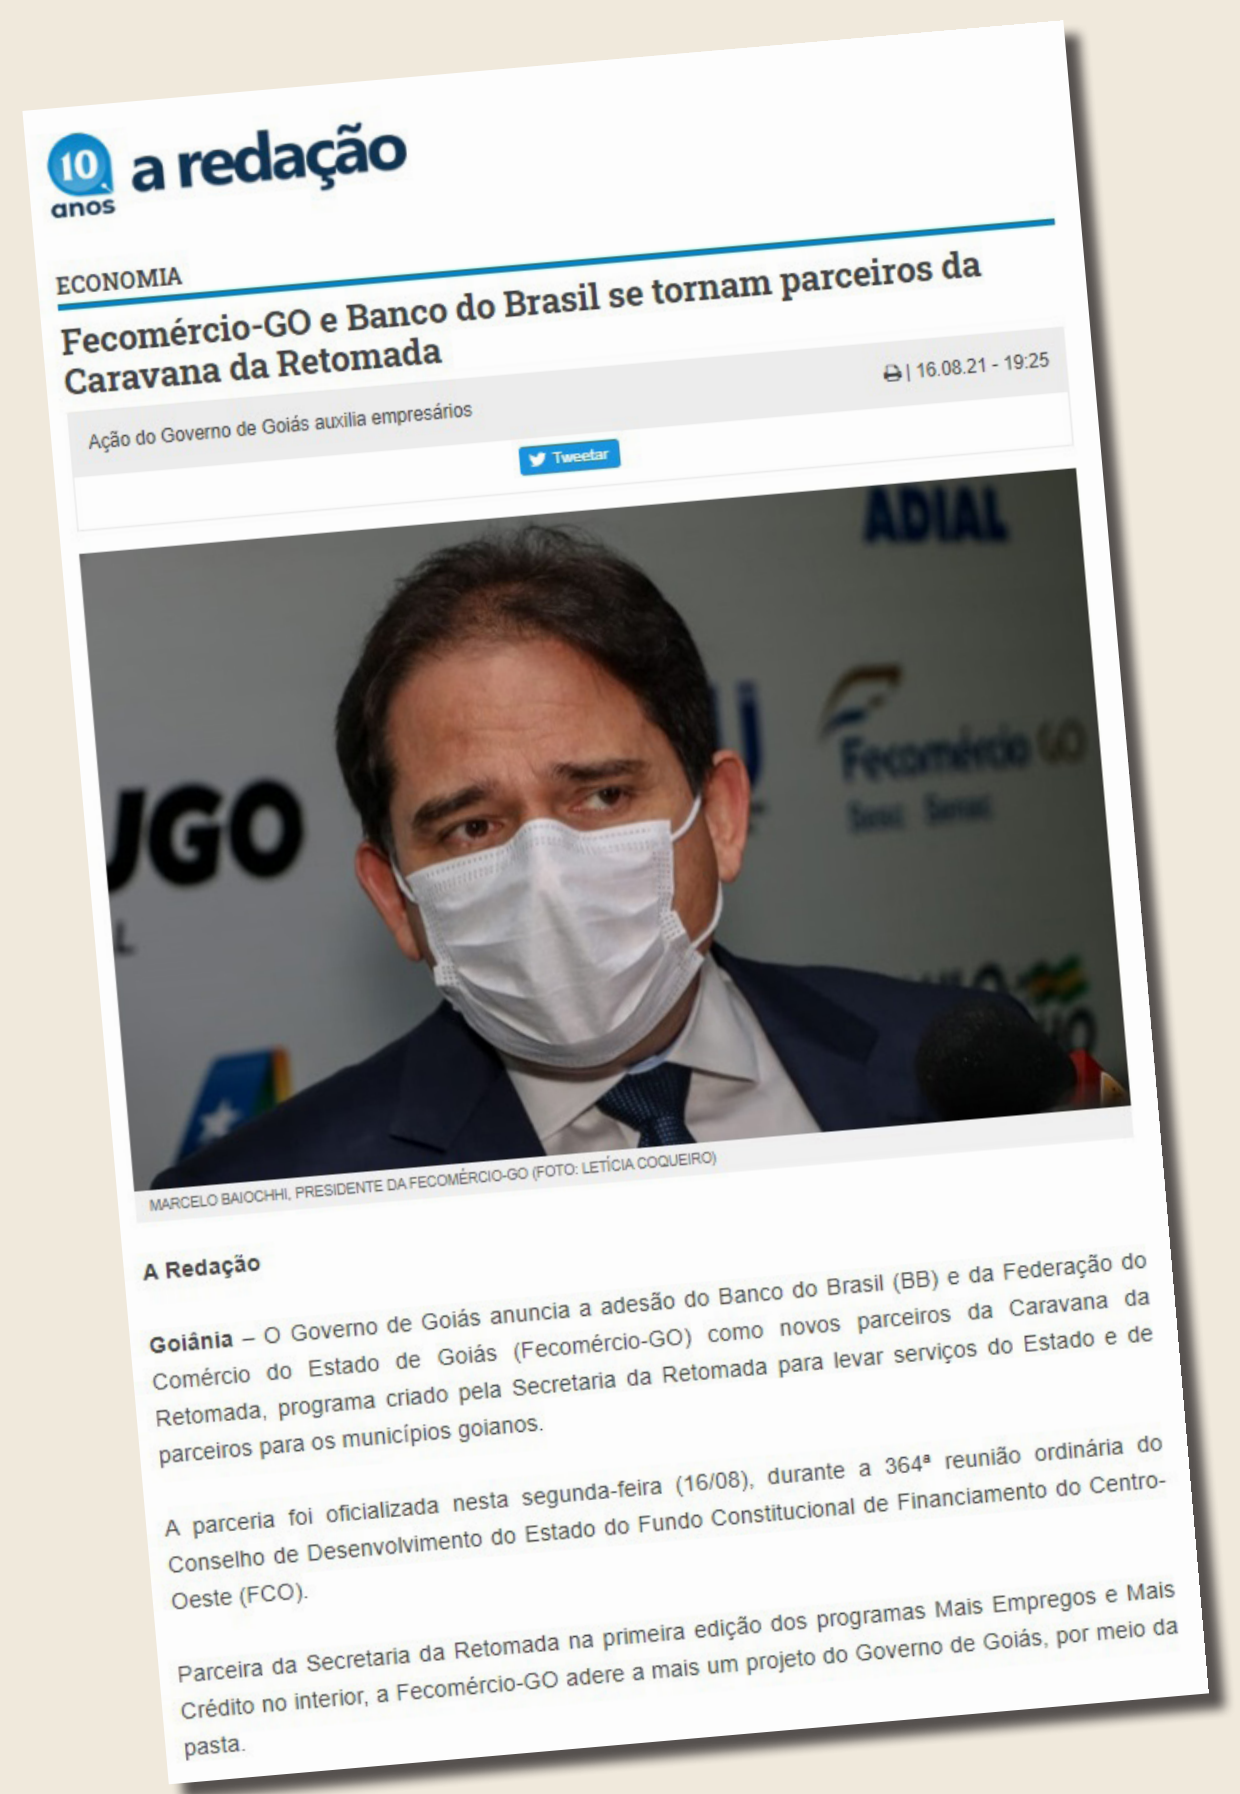 10
anos
a redação
ECONOMIA
Fecomércio-GO e Banco do Brasil se tornam parceiros da
Caravana da Retomada
Ação do Governo de Goiás auxilia empresários
| 16.08.21 - 19:25
Tweetar
ADIAL
U
Fecomércio GO
Sesc Senac
UGO
L
MARCELO BAIOCHHI, PRESIDENTE DA FECOMÉRCIO-GO (FOTO: LETÍCIA COQUEIRO)
A Redação
Goiânia – O Governo de Goiás anuncia a adesão do Banco do Brasil (BB) e da Federação do
Comércio do Estado de Goiás (Fecomércio-GO) como novos parceiros da Caravana da
Retomada, programa criado pela Secretaria da Retomada para levar serviços do Estado e de
parceiros para os municípios goianos.
A parceria foi oficializada nesta segunda-feira (16/08), durante a 364ª reunião ordinária do
Conselho de Desenvolvimento do Estado do Fundo Constitucional de Financiamento do Centro-
Oeste (FCO).
Parceira da Secretaria da Retomada na primeira edição dos programas Mais Empregos e Mais
Crédito no interior, a Fecomércio-GO adere a mais um projeto do Governo de Goiás, por meio da
pasta.